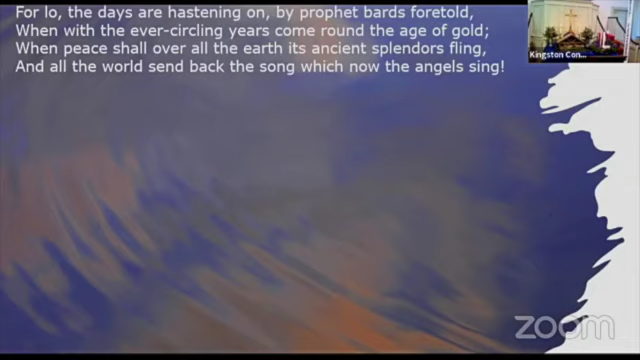 For lo, the days are hastening on, by prophet bards foretold,
When with the ever-circling years come round the age of gold;
When peace shall over all the earth its ancient splendors fling,
And all the world send back the song which now the angels sing!
Kingston Con...
zoom